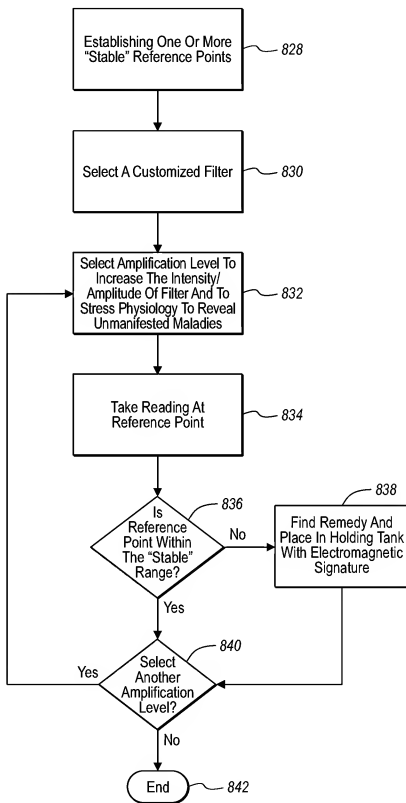 Establishing One Or More
"Stable" Reference Points
828
Select A Customized Filter
830
Select Amplification Level To
Increase The Intensity/
Amplitude Of Filter And To
Stress Physiology To Reveal
Unmanifested Maladies
832
Take Reading At
Reference Point
834
Is
Reference
Point Within
The "Stable"
Range?
836
No
Find Remedy And
Place In Holding Tank
With Electromagnetic
Signature
838
Yes
Select
Another
Amplification
Level?
840
Yes
No
End
842